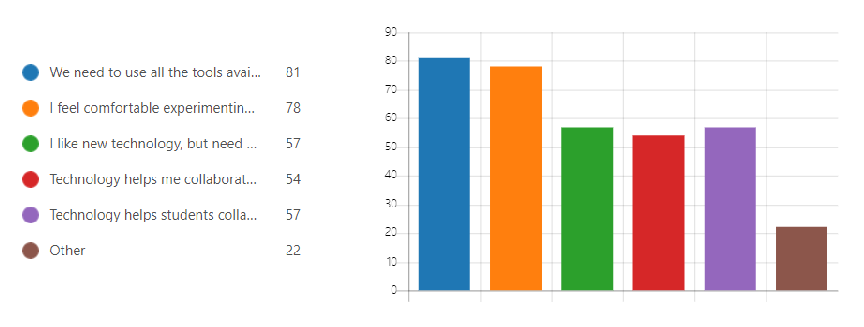 We need to use all the tools avai... 81
I feel comfortable experimentin... 78
I like new technology, but need ... 57
Technology helps me collaborat... 54
Technology helps students colla... 57
Other 22
90
80
70
60
50
40
30
20
10
0